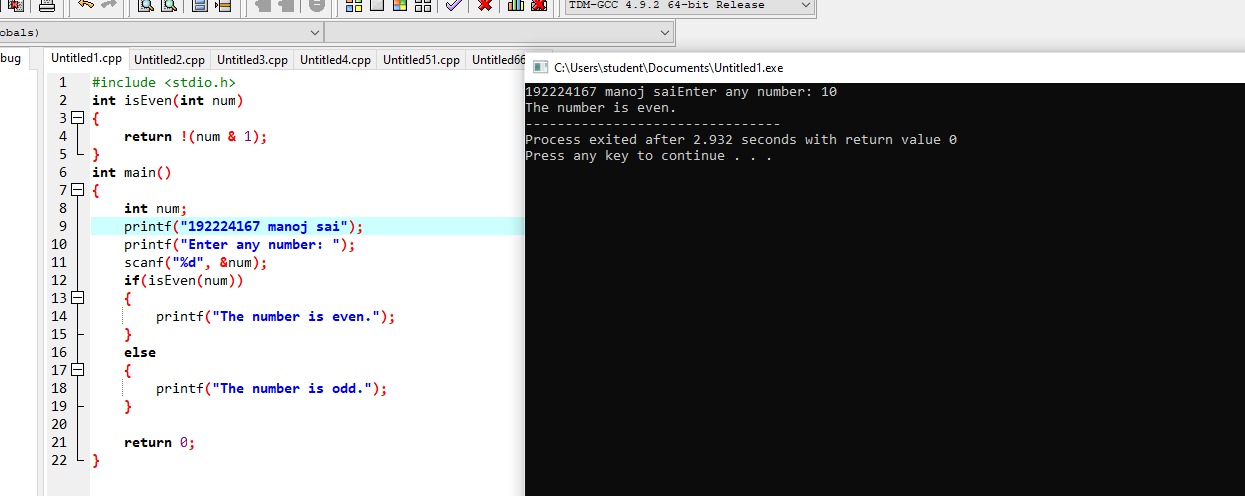 TDM-GCC 4.9.2 64-bit Release
obals)
bug
Untitled1.cpp Untitled2.cpp Untitled3.cpp Untitled4.cpp Untitled51.cpp Untitled66
1 #include <stdio.h>
2 int isEven(int num)
3 {
4 return !(num & 1);
5 }
6 int main()
7 {
8 int num;
9 printf("192224167 manoj sai");
10 printf("Enter any number: ");
11 scanf("%d", &num);
12 if(isEven(num))
13 {
14 printf("The number is even.");
15 }
16 else
17 {
18 printf("The number is odd.");
19 }
20
21 return 0;
22 }
C:\Users\student\Documents\Untitled1.exe
192224167 manoj saiEnter any number: 10
The number is even.
--------------------------------
Process exited after 2.932 seconds with return value 0
Press any key to continue . . .